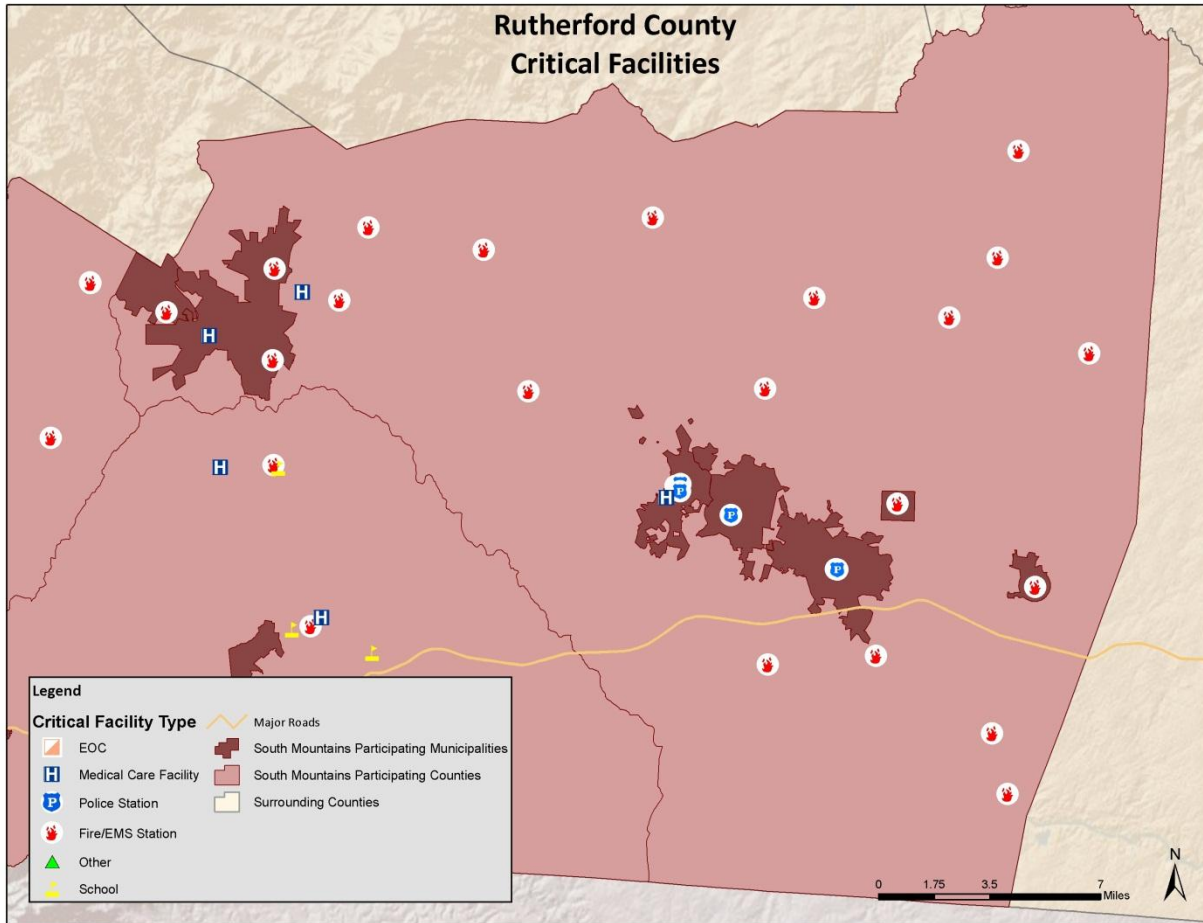 Rutherford County
Critical Facilities
Legend
Critical Facility Type
EOC
Medical Care Facility
Police Station
Fire/EMS Station
Other
School
Major Roads
South Mountains Participating Municipalities
South Mountains Participating Counties
Surrounding Counties
H
P
H
H
H
H
P
P
P
H
N
0 1.75 3.5 7
Miles